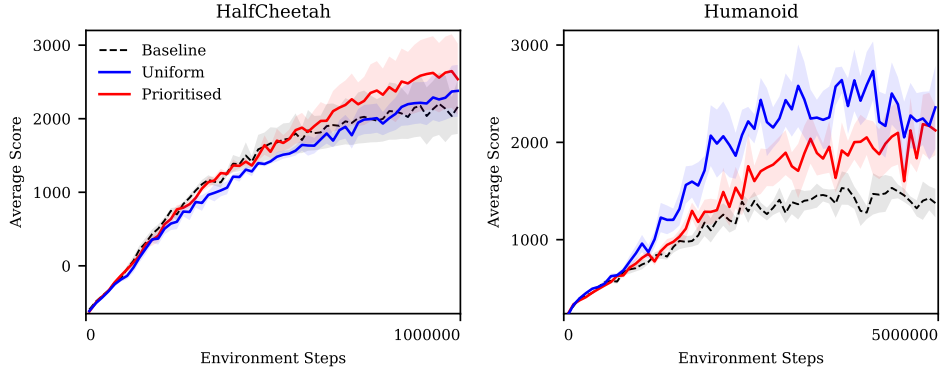 HalfCheetah
3000
2000
1000
0
Average Score
Baseline
Uniform
Prioritised
0
1000000
Environment Steps
Humanoid
3000
2000
1000
Average Score
0
5000000
Environment Steps